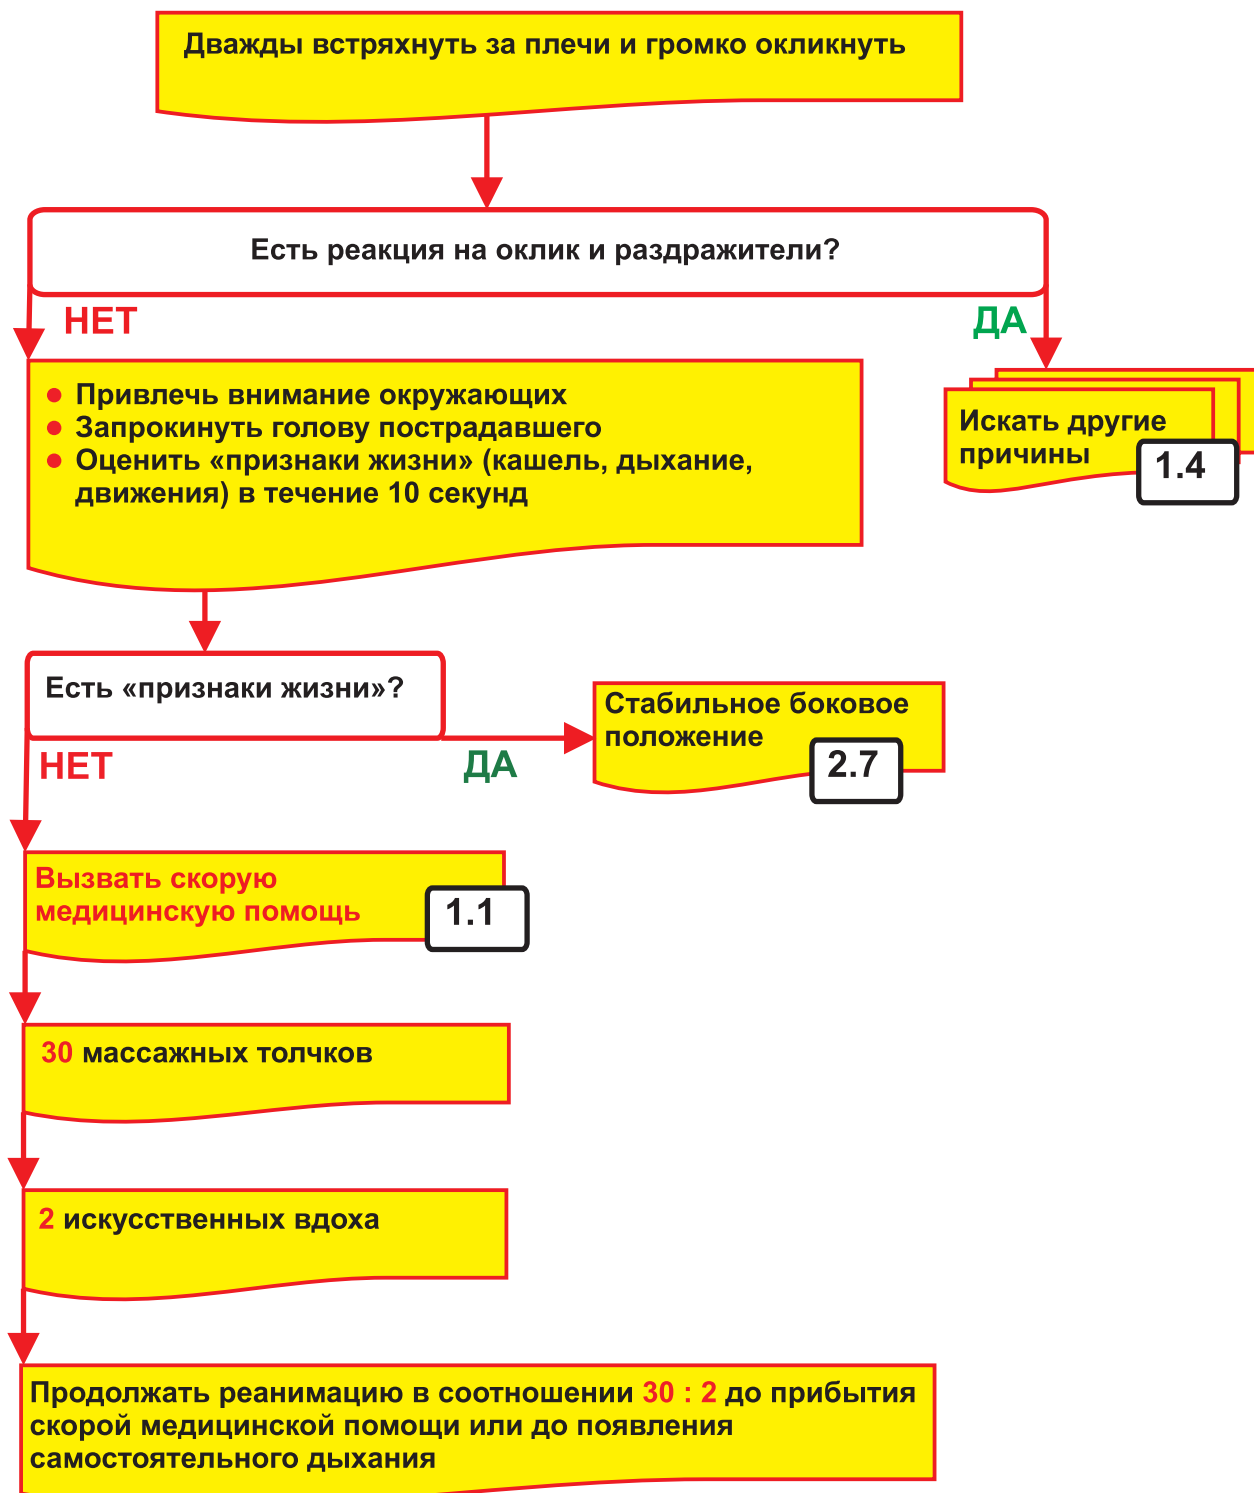 Дважды встряхнуть за плечи и громко окликнуть
Есть реакция на оклик и раздражители?
НЕТ
ДА
● Привлечь внимание окружающих
● Запрокинуть голову пострадавшего
● Оценить «признаки жизни» (кашель, дыхание,
движения) в течение 10 секунд
Искать другие
причины
1.4
Есть «признаки жизни»?
НЕТ
ДА
Стабильное боковое
положение
2.7
Вызвать скорую
медицинскую помощь
1.1
30 массажных толчков
2 искусственных вдоха
Продолжать реанимацию в соотношении 30 : 2 до прибытия
скорой медицинской помощи или до появления
самостоятельного дыхания